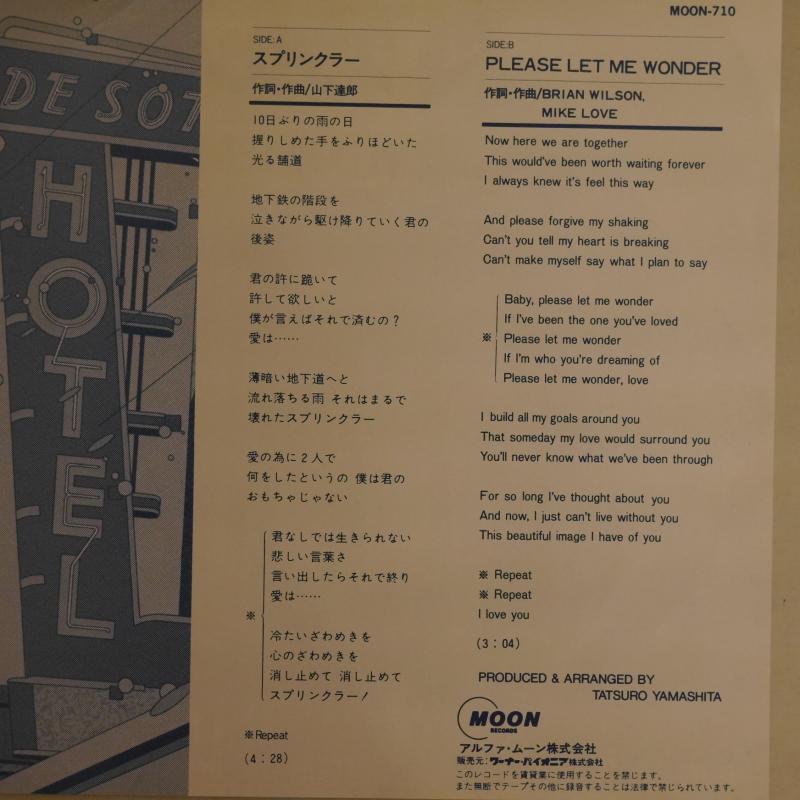 MOON-710
DE SOT
HOTEL
SIDE:A
スプリンクラー
作詞・作曲/山下達郎
10日ぶりの雨の日
握りしめた手をふりほどいた
光る舗道
地下鉄の階段を
泣きながら駆け降りていく君の
後姿
君の許に跪いて
許して欲しいと
僕が言えばそれで済むの？
愛は……
薄暗い地下道へと
流れ落ちる雨 それはまるで
壊れたスプリンクラー
愛の為に2人で
何をしたというの 僕は君の
おもちゃじゃない
君なしでは生きられない
悲しい言葉さ
言い出したらそれで終り
愛は……
※
冷たいざわめきを
心のざわめきを
消し止めて 消し止めて
スプリンクラー！
※Repeat
(4：28)
SIDE:B
PLEASE LET ME WONDER
作詞・作曲/BRIAN WILSON,
MIKE LOVE
Now here we are together
This would've been worth waiting forever
I always knew it's feel this way
And please forgive my shaking
Can't you tell my heart is breaking
Can't make myself say what I plan to say
Baby, please let me wonder
If I've been the one you've loved
※ Please let me wonder
If I'm who you're dreaming of
Please let me wonder, love
I build all my goals around you
That someday my love would surround you
You'll never know what we've been through
For so long I've thought about you
And now, I just can't live without you
This beautiful image I have of you
※ Repeat
※ Repeat
I love you
(3：04)
PRODUCED & ARRANGED BY
TATSURO YAMASHITA
MOON
RECORDS
アルファ・ムーン株式会社
販売元：ワーナー・パイオニア株式会社
このレコードを賃貸業に使用することを禁じます。
また無断でテープその他に録音することは法律で禁じられています。